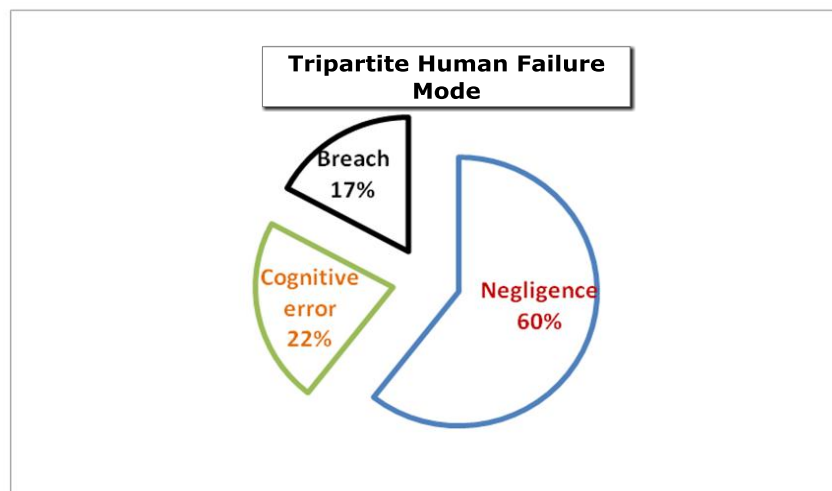 Tripartite Human Failure
Mode
Breach
17%
Cognitive
error
22%
Negligence
60%